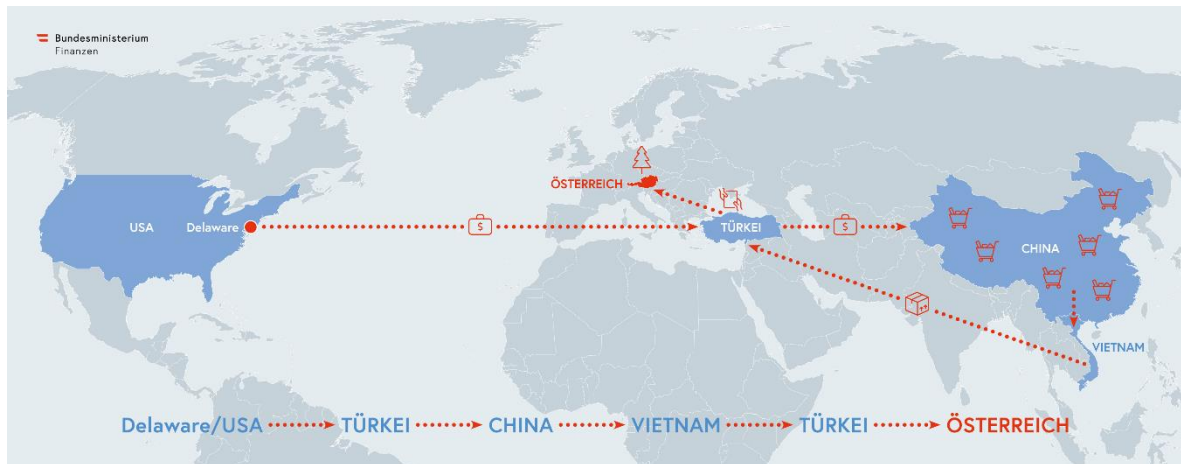 Bundesministerium
Finanzen
ÖSTERREICH
USA
Delaware
$
TÜRKEI
$
CHINA
VIETNAM
Delaware/USA TÜRKEI CHINA VIETNAM TÜRKEI ÖSTERREICH